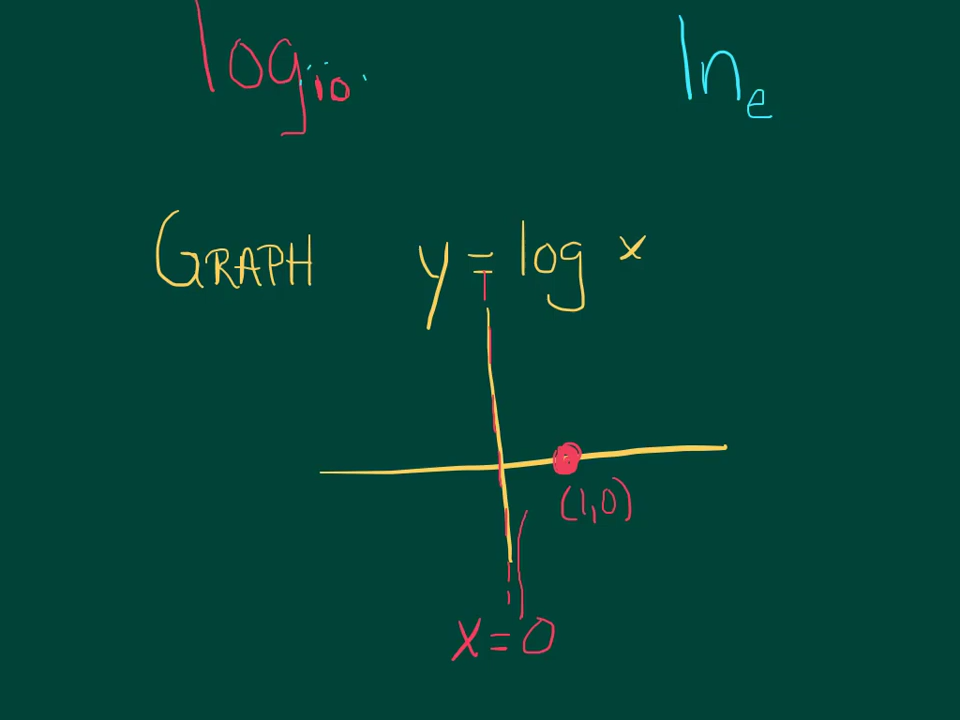 log₁₀ lnₑ
GRAPH y = log x
(1,0)
x = 0